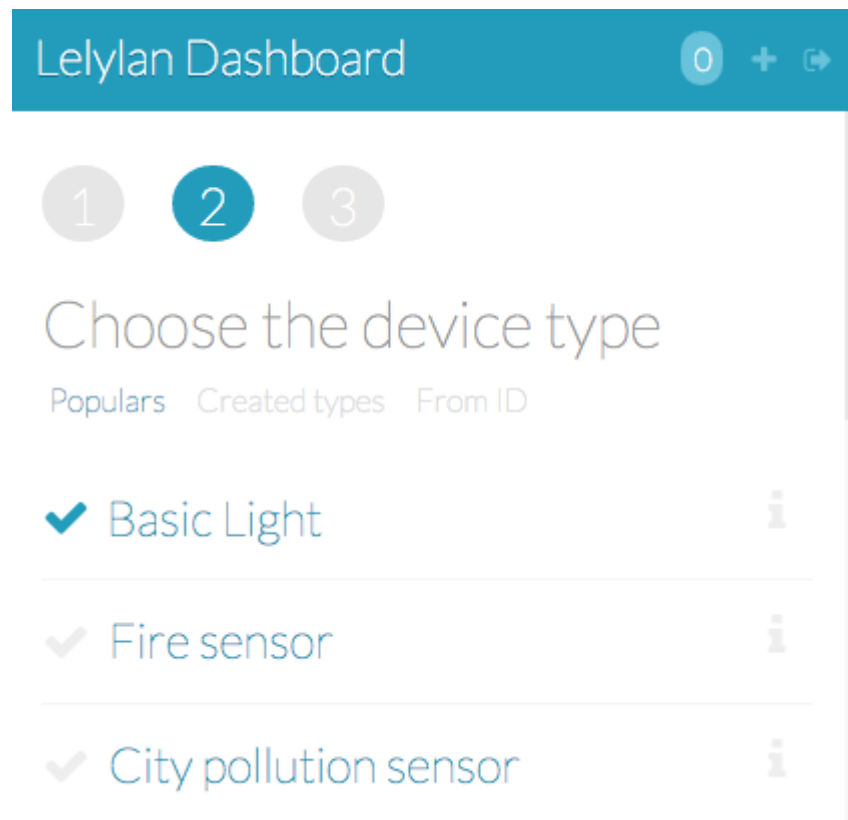 Lelylan Dashboard 0
1 2 3
Choose the device type
Populars Created types From ID
Basic Light
Fire sensor
City pollution sensor